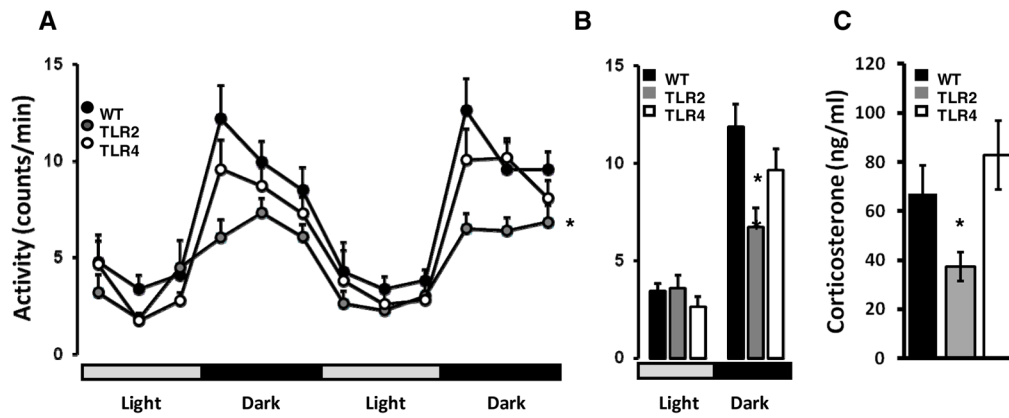 A
Activity (counts/min)
15
10
5
0
WT
TLR2
TLR4
*
Light Dark Light Dark
B
15
10
5
0
WT
TLR2
TLR4
*
*
Light Dark
C
Corticosterone (ng/ml)
120
100
80
60
40
20
0
WT
TLR2
TLR4
*